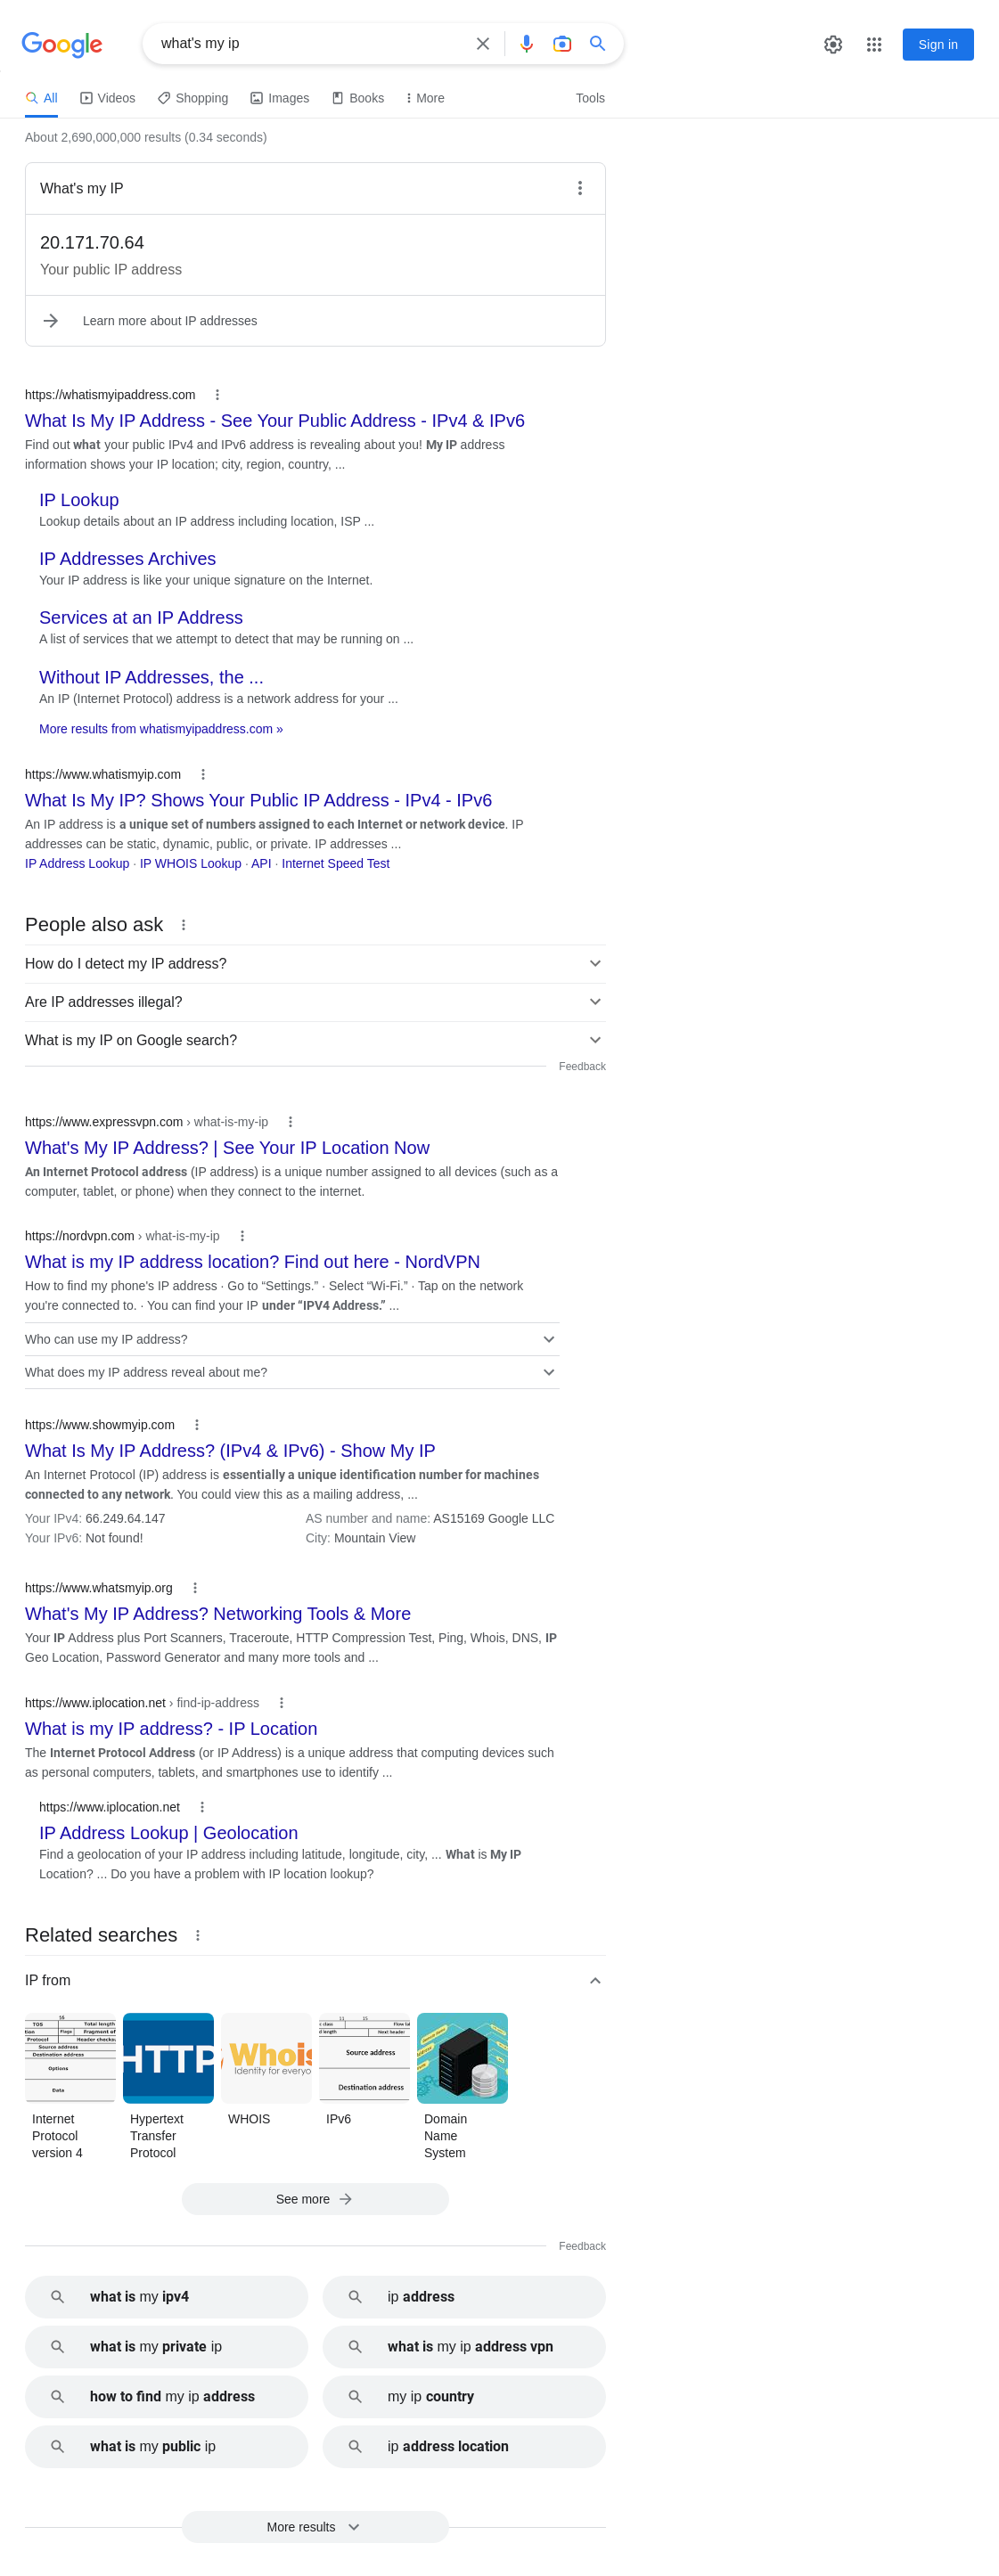 Google
what's my ip
Sign in
All
Videos
Shopping
Images
Books
More
Tools
About 2,690,000,000 results (0.34 seconds)
What's my IP
20.171.70.64
Your public IP address
Learn more about IP addresses
https://whatismyipaddress.com
What Is My IP Address - See Your Public Address - IPv4 & IPv6
Find out what your public IPv4 and IPv6 address is revealing about you! My IP address
information shows your IP location; city, region, country, ...
IP Lookup
Lookup details about an IP address including location, ISP ...
IP Addresses Archives
Your IP address is like your unique signature on the Internet.
Services at an IP Address
A list of services that we attempt to detect that may be running on ...
Without IP Addresses, the ...
An IP (Internet Protocol) address is a network address for your ...
More results from whatismyipaddress.com »
https://www.whatismyip.com
What Is My IP? Shows Your Public IP Address - IPv4 - IPv6
An IP address is a unique set of numbers assigned to each Internet or network device. IP
addresses can be static, dynamic, public, or private. IP addresses ...
IP Address Lookup · IP WHOIS Lookup · API · Internet Speed Test
People also ask
How do I detect my IP address?
Are IP addresses illegal?
What is my IP on Google search?
Feedback
https://www.expressvpn.com › what-is-my-ip
What's My IP Address? | See Your IP Location Now
An Internet Protocol address (IP address) is a unique number assigned to all devices (such as a
computer, tablet, or phone) when they connect to the internet.
https://nordvpn.com › what-is-my-ip
What is my IP address location? Find out here - NordVPN
How to find my phone's IP address · Go to “Settings.” · Select “Wi-Fi.” · Tap on the network
you're connected to. · You can find your IP under “IPV4 Address.” ...
Who can use my IP address?
What does my IP address reveal about me?
https://www.showmyip.com
What Is My IP Address? (IPv4 & IPv6) - Show My IP
An Internet Protocol (IP) address is essentially a unique identification number for machines
connected to any network. You could view this as a mailing address, ...
Your IPv4: 66.249.64.147
AS number and name: AS15169 Google LLC
Your IPv6: Not found!
City: Mountain View
https://www.whatsmyip.org
What's My IP Address? Networking Tools & More
Your IP Address plus Port Scanners, Traceroute, HTTP Compression Test, Ping, Whois, DNS, IP
Geo Location, Password Generator and many more tools and ...
https://www.iplocation.net › find-ip-address
What is my IP address? - IP Location
The Internet Protocol Address (or IP Address) is a unique address that computing devices such
as personal computers, tablets, and smartphones use to identify ...
https://www.iplocation.net
IP Address Lookup | Geolocation
Find a geolocation of your IP address including latitude, longitude, city, ... What is My IP
Location? ... Do you have a problem with IP location lookup?
Related searches
IP from
16
TOS
Total length
Flags
Fragment of
Protocol
Header checksu
Source address
Destination address
Options
Data
HTTP
Whois
Identity for everyo
11
15
class
Flow la
d length
Next header
Source address
Destination address
Internet
Protocol
version 4
Hypertext
Transfer
Protocol
WHOIS
IPv6
Domain
Name
System
See more
Feedback
what is my ipv4
ip address
what is my private ip
what is my ip address vpn
how to find my ip address
my ip country
what is my public ip
ip address location
More results